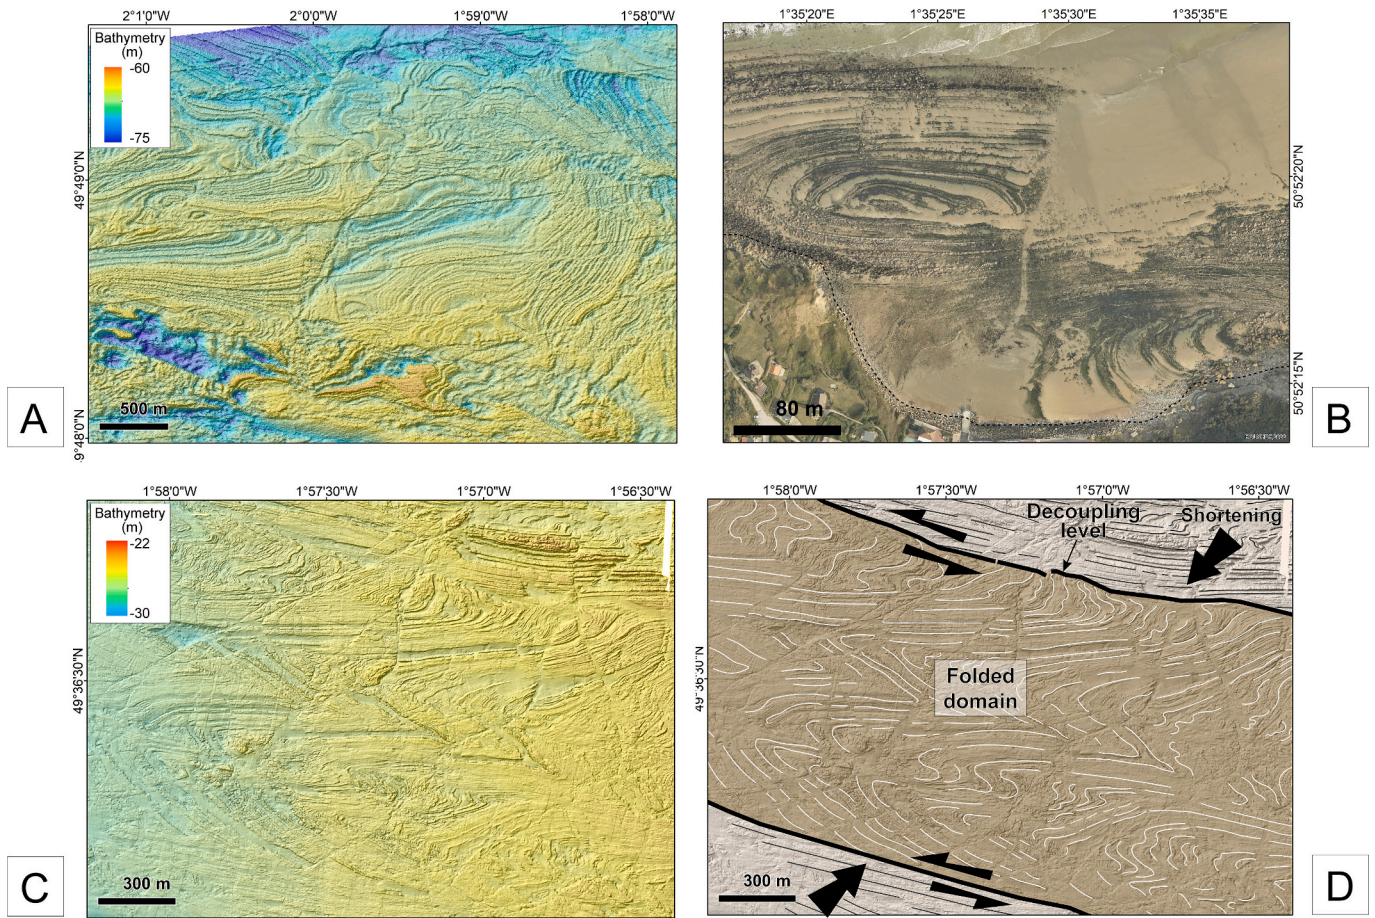 2°1'0"W 2°0'0"W 1°59'0"W 1°58'0"W
Bathymetry
(m)
-60
-75
49°49'0"N
9°48'0"N
500 m
A
1°35'20"E 1°35'25"E 1°35'30"E 1°35'35"E
50°52'20"N
50°52'15"N
80 m
B
1°58'0"W 1°57'30"W 1°57'0"W 1°56'30"W
Bathymetry
(m)
-22
-30
49°36'30"N
300 m
C
1°58'0"W 1°57'30"W 1°57'0"W 1°56'30"W
Decoupling
level
Shortening
49°36'30"N
Folded
domain
300 m
D